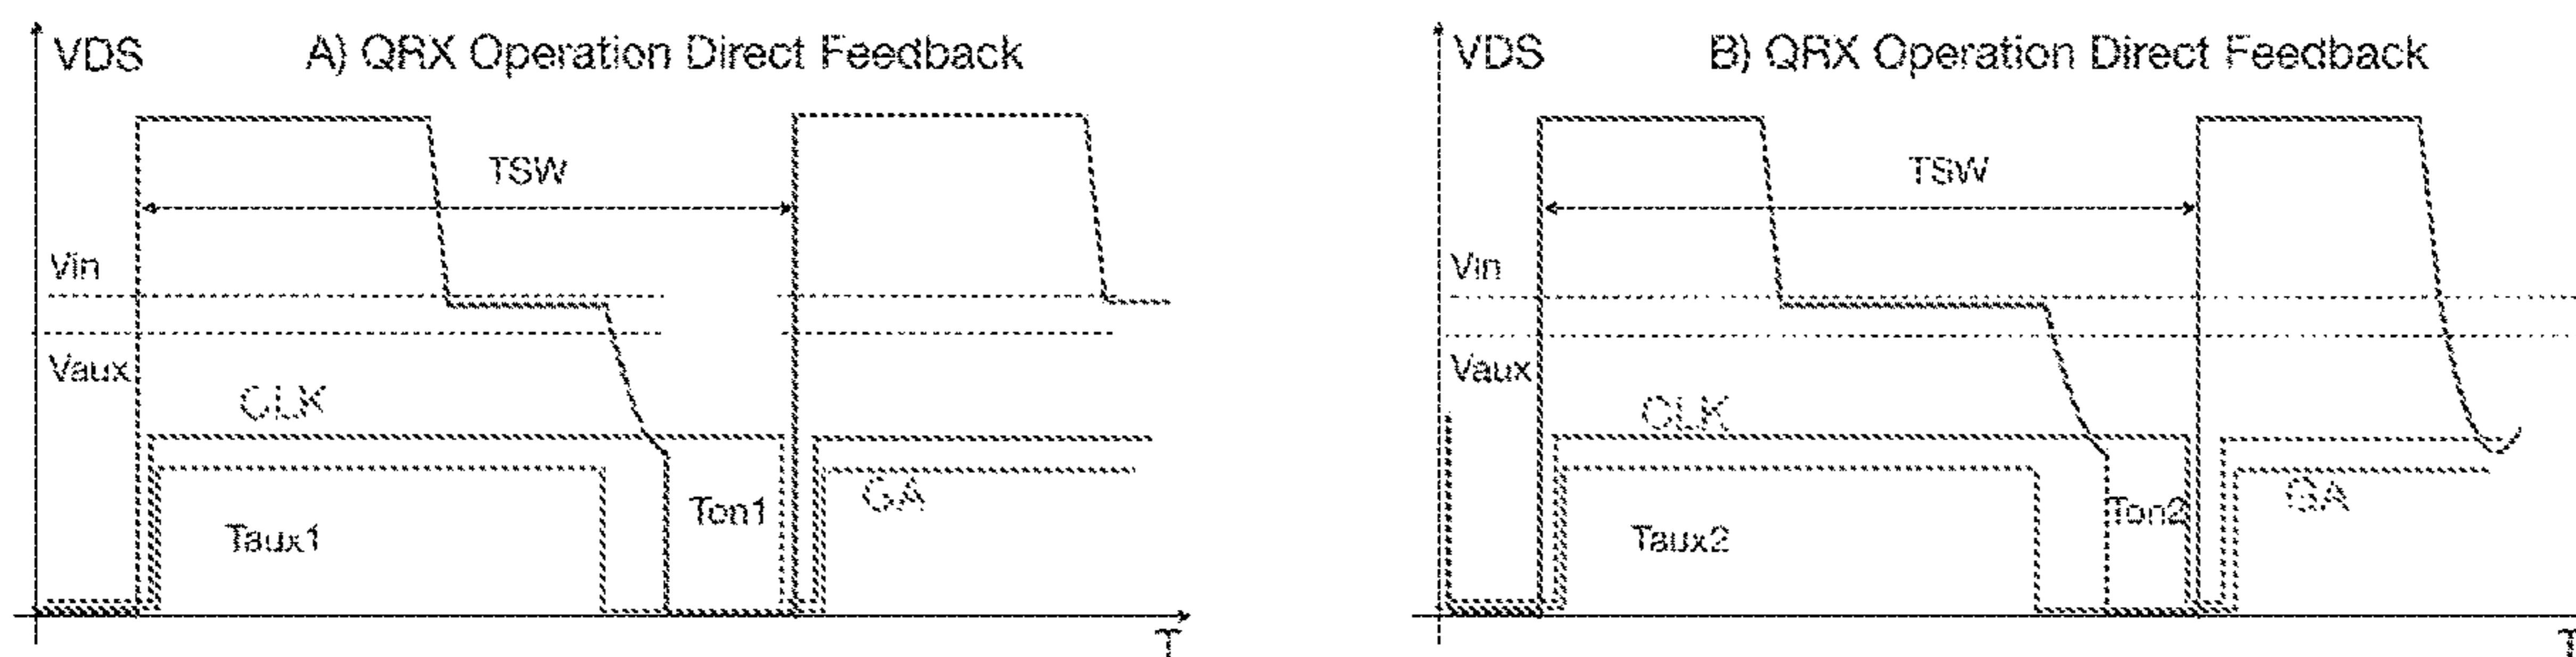 VDS
A) QRX Operation Direct Feedback
TSW
Vin
Vaux
CLK
Ton1
GA
Taux1
T
VDS
B) QRX Operation Direct Feedback
TSW
Vin
Vaux
CLK
Ton2
GA
Taux2
T